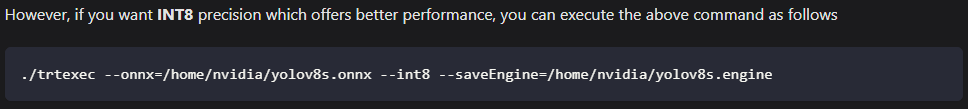 However, if you want INT8 precision which offers better performance, you can execute the above command as follows
./trtexec --onnx=/home/nvidia/yolov8s.onnx --int8 --saveEngine=/home/nvidia/yolov8s.engine